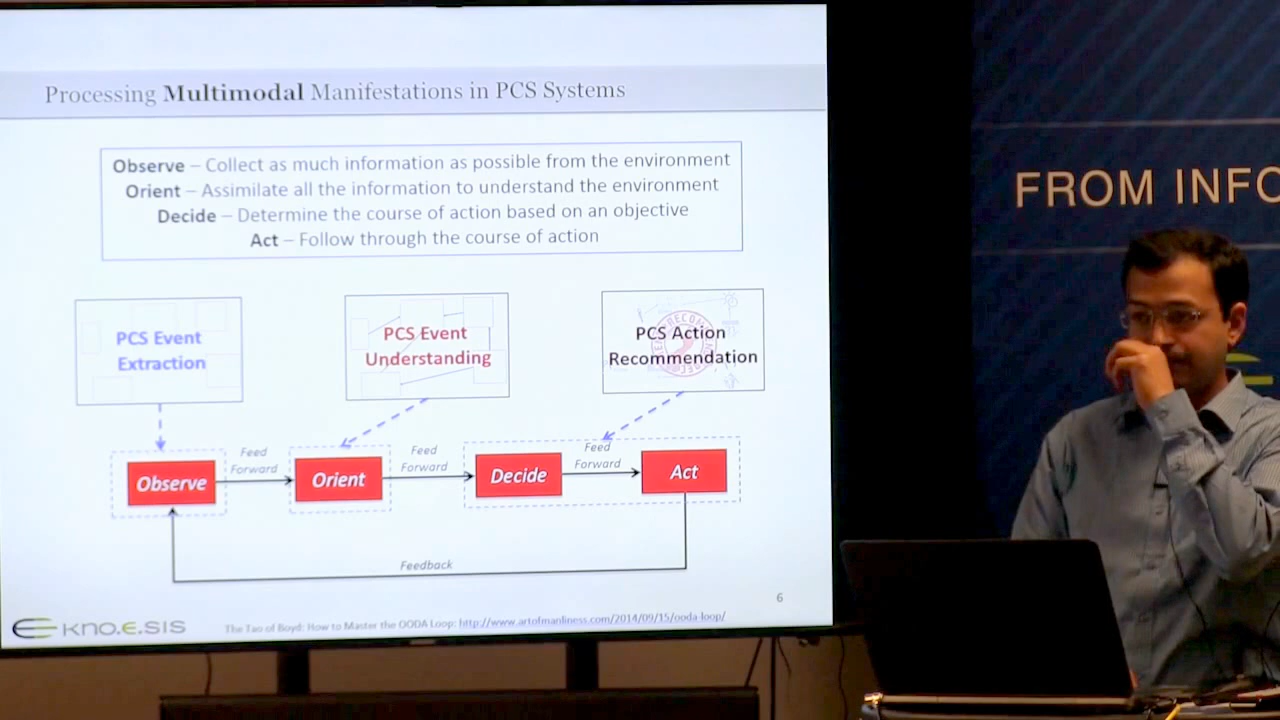 Processing Multimodal Manifestations in PCS Systems
Observe – Collect as much information as possible from the environment
Orient – Assimilate all the information to understand the environment
Decide – Determine the course of action based on an objective
Act – Follow through the course of action
PCS Event
Extraction
PCS Event
Understanding
PCS Action
Recommendation
Observe
Feed
Forward
Orient
Feed
Forward
Decide
Feed
Forward
Act
Feedback
6
kno.e.sis
The Tao of Boyd: How to Master the OODA Loop: http://www.artofmanliness.com/2014/09/15/ooda-loop/
FROM INFO